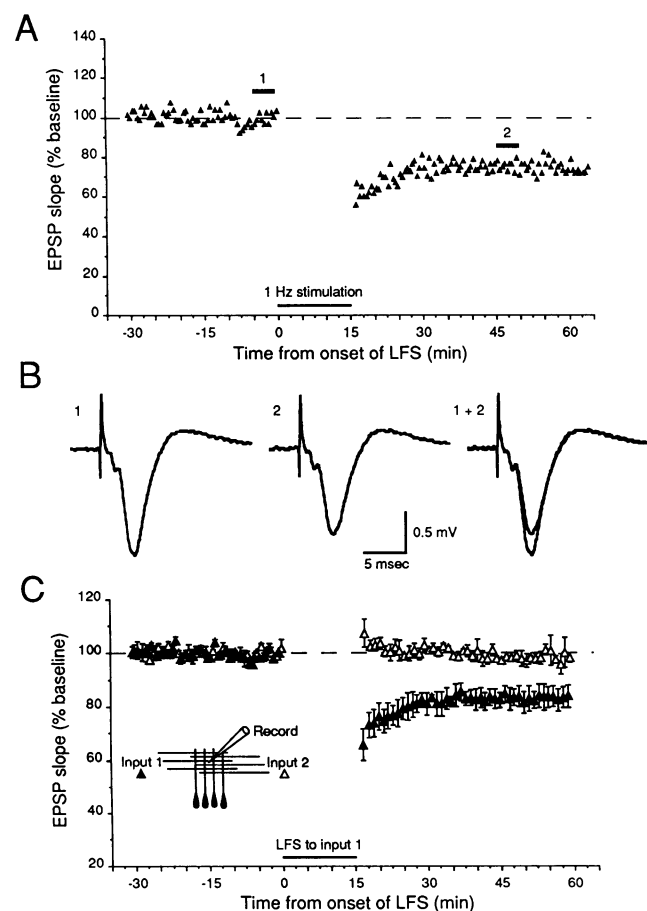 A
EPSP slope (% baseline)
140
120
100
80
60
40
20
0
1
2
1 Hz stimulation
-30 -15 0 15 30 45 60
Time from onset of LFS (min)
B
1
2
1 + 2
0.5 mV
5 msec
C
EPSP slope (% baseline)
120
100
80
60
40
20
Record
Input 1
Input 2
LFS to input 1
-30 -15 0 15 30 45 60
Time from onset of LFS (min)